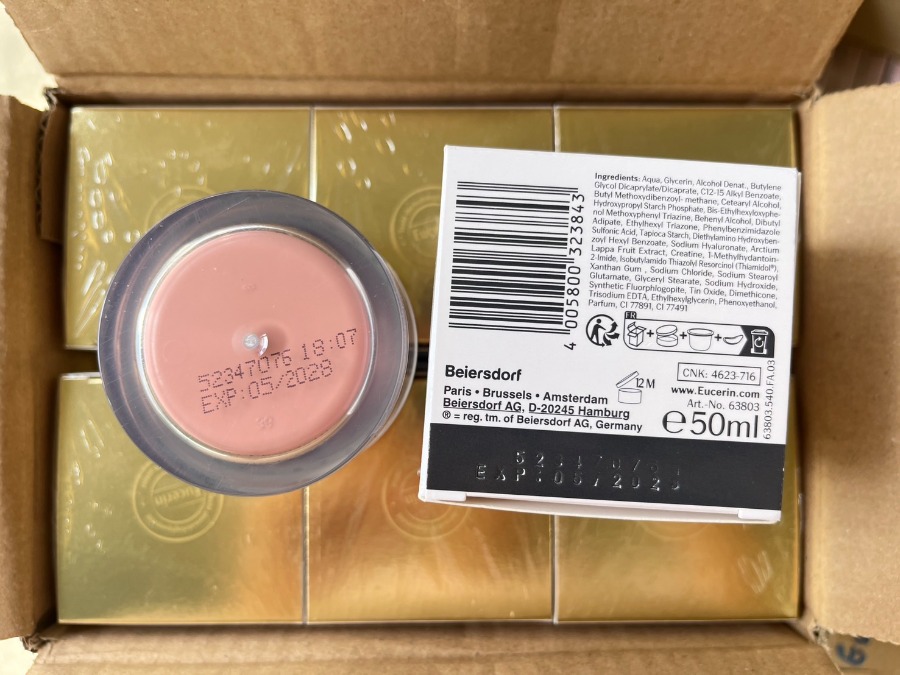 52347076 18:07
EXP:05/2028
Ingredients: Aqua, Glycerin, Alcohol Denat., Butylene
Glycol Dicaprylate/Dicaprate, C12-15 Alkyl Benzoate,
Butyl Methoxydibenzoyl- methane, Cetearyl Alcohol,
Hydroxypropyl Starch Phosphate, Bis-Ethylhexyloxyphe-
nol Methoxyphenyl Triazine, Behenyl Alcohol, Dibutyl
Adipate, Ethylhexyl Triazone, Phenylbenzimidazole
Sulfonic Acid, Tapioca Starch, Diethylamino Hydroxyben-
zoyl Hexyl Benzoate, Sodium Hyaluronate, Arctium
Lappa Fruit Extract, Creatine, 1-Methylhydantoin-
2-Imide, Isobutylamido Thiazolyl Resorcinol (Thiamidol®),
Xanthan Gum , Sodium Chloride, Sodium Stearoyl
Glutamate, Glyceryl Stearate, Sodium Hydroxide,
Synthetic Fluorphlogopite, Tin Oxide, Dimethicone,
Trisodium EDTA, Ethylhexylglycerin, Phenoxyethanol,
Parfum, CI 77891, CI 77491
4 005800 323843
FR
Beiersdorf
12M
Paris • Brussels • Amsterdam
Beiersdorf AG, D-20245 Hamburg
® = reg. tm. of Beiersdorf AG, Germany
CNK: 4623-716
www.Eucerin.com
Art.-No. 63803
℮50ml
63803.540.FA.03
EXP:05/2028
Eucerin